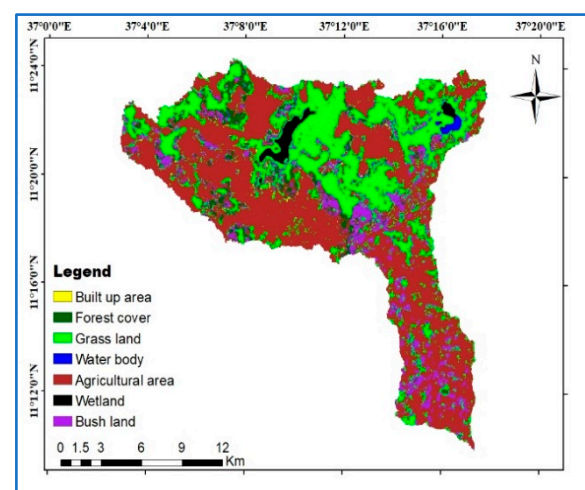 37°0'0"E 37°4'0"E 37°8'0"E 37°12'0"E 37°16'0"E 37°20'0"E
11°24'0"N
11°20'0"N
11°16'0"N
11°12'0"N
N
Legend
Built up area
Forest cover
Grass land
Water body
Agricultural area
Wetland
Bush land
0 1.5 3 6 9 12
Km